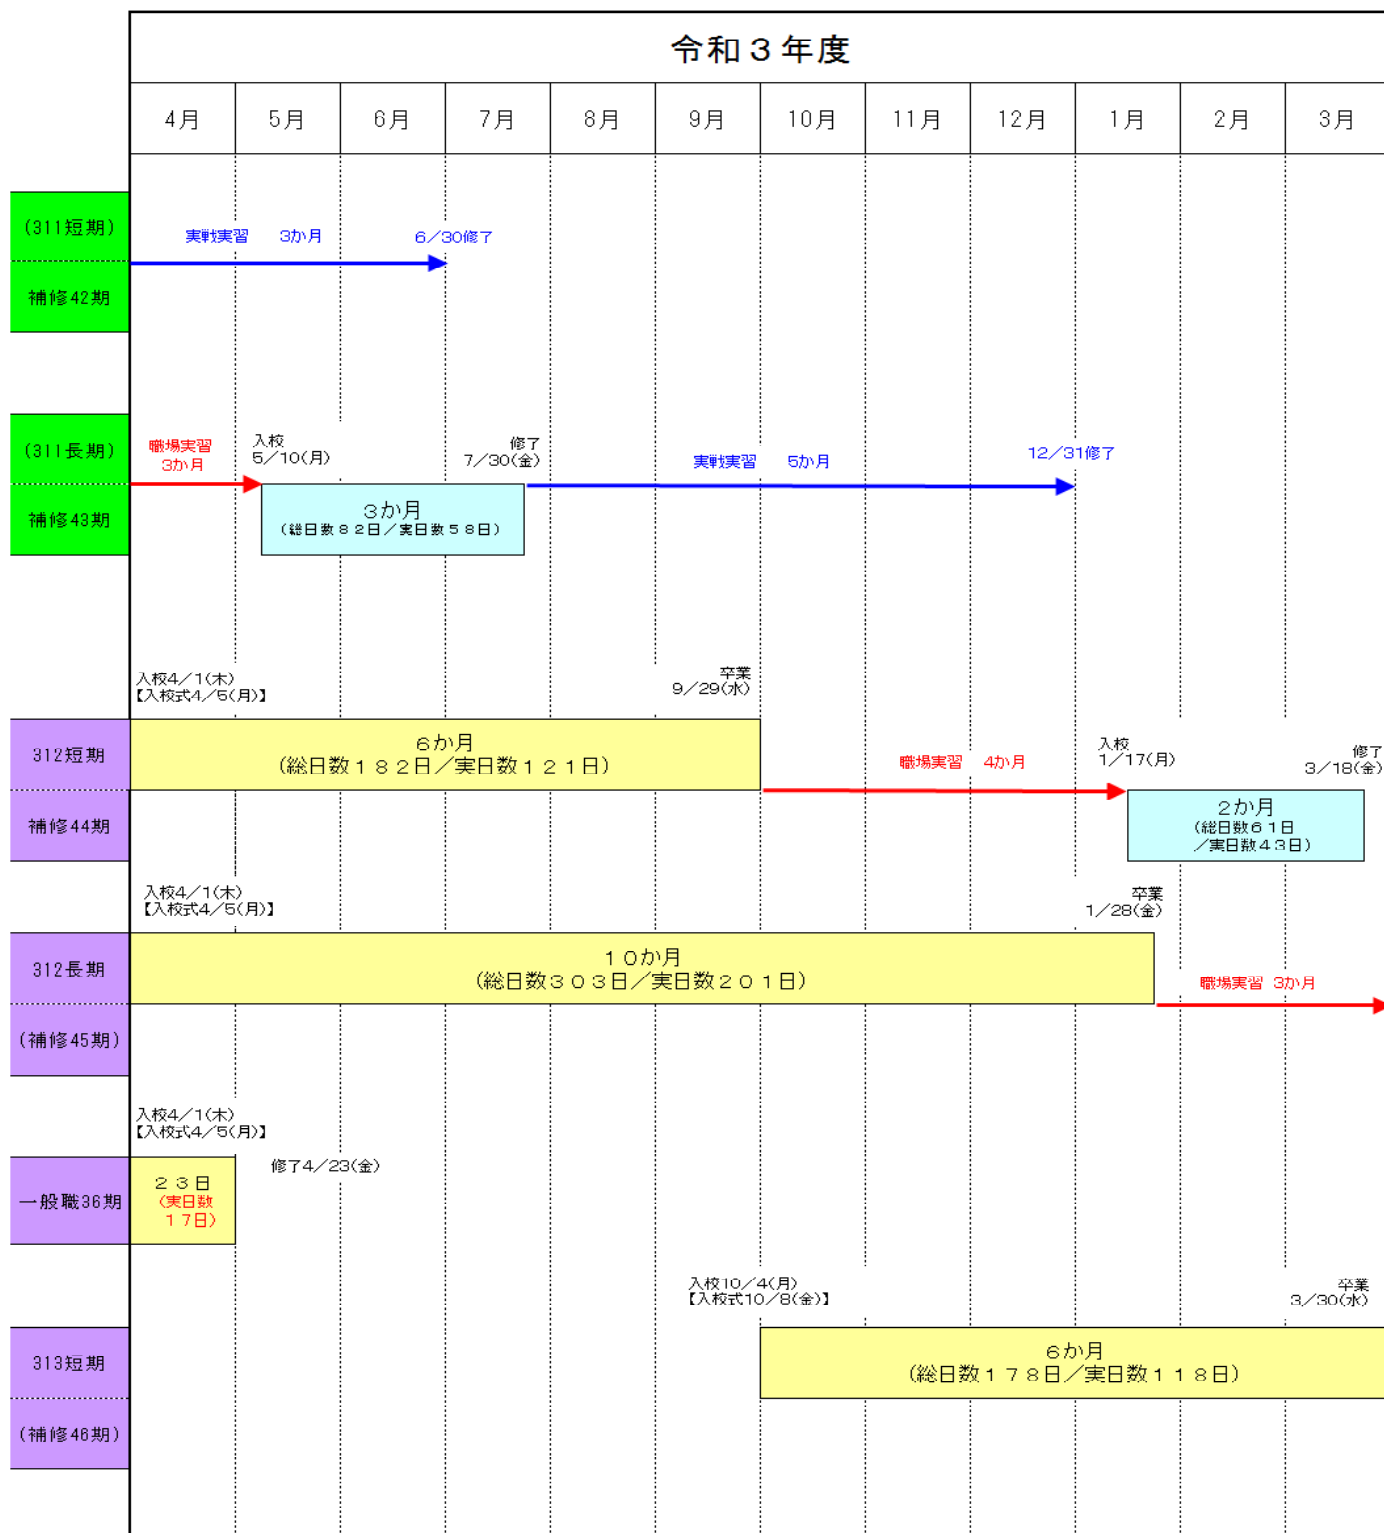 令和３年度
4月 5月 6月 7月 8月 9月 10月 11月 12月 1月 2月 3月
(311短期)
実戦実習 3か月 6／30修了
補修42期
(311長期)
職場実習
3か月
入校
5／10(月)
修了
7／30(金)
実戦実習 5か月
12／31修了
補修43期
３か月
(総日数８２日／実日数５８日)
入校4／1(木)
【入校式4／5(月)】
卒業
9／29(水)
312短期
６か月
(総日数１８２日／実日数１２１日)
職場実習 4か月
入校
1／17(月)
修了
3／18(金)
補修44期
２か月
(総日数６１日
／実日数４３日)
入校4／1(木)
【入校式4／5(月)】
卒業
1／28(金)
312長期
１０か月
(総日数３０３日／実日数２０１日)
職場実習 3か月
(補修45期)
入校4／1(木)
【入校式4／5(月)】
修了4／23(金)
一般職36期
２３日
(実日数
１７日)
入校10／4(月)
【入校式10／8(金)】
卒業
3／30(水)
313短期
６か月
(総日数１７８日／実日数１１８日)
(補修46期)